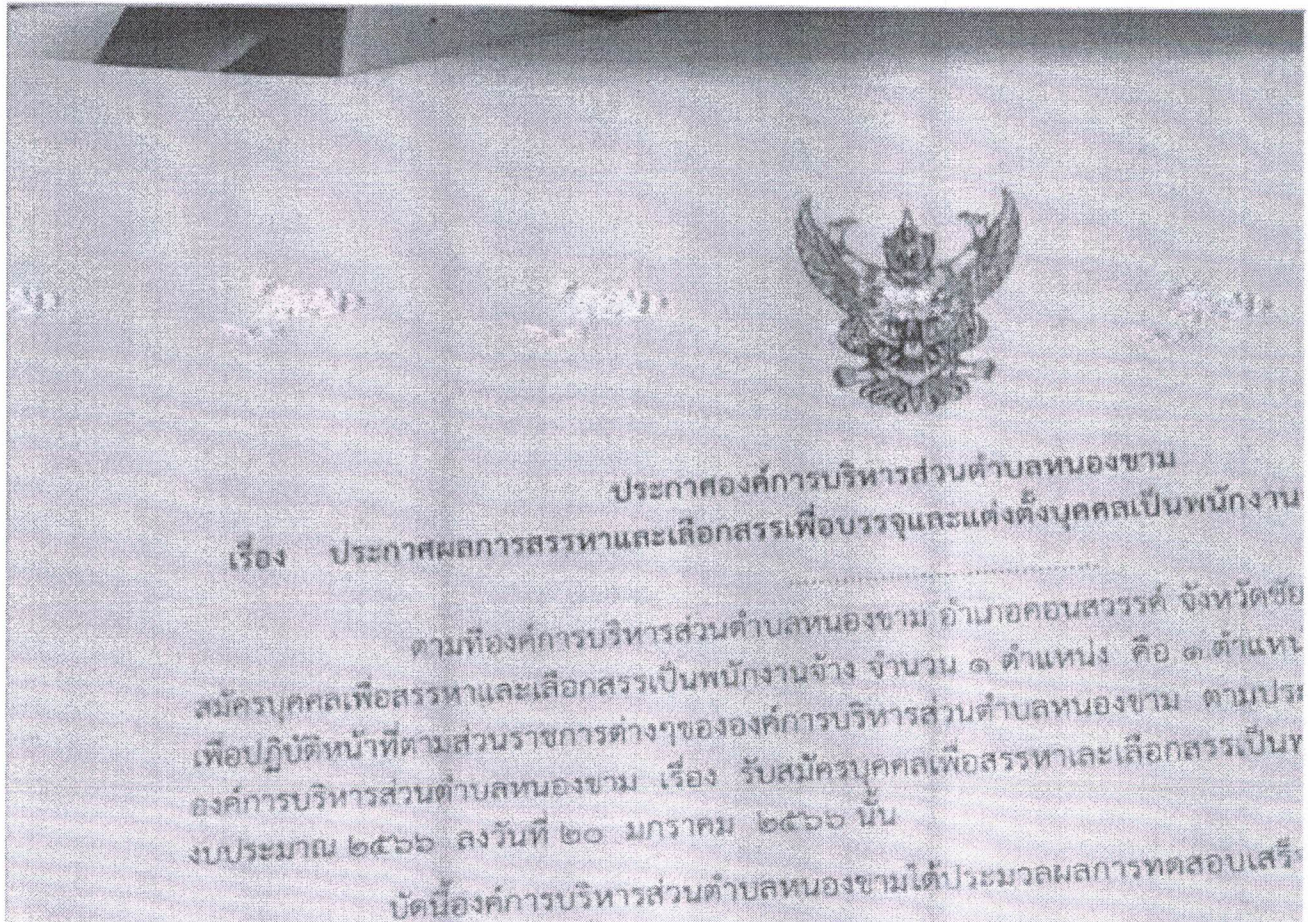 ประกาศองค์การบริหารส่วนตำบลหนองขาม
เรื่อง ประกาศผลการสรรหาและเลือกสรรเพื่อบรรจุและแต่งตั้งบุคคลเป็นพนักงาน
ตามที่องค์การบริหารส่วนตำบลหนองขาม อำเภอคอนสวรรค์ จังหวัดชัย
สมัครบุคคลเพื่อสรรหาและเลือกสรรเป็นพนักงานจ้าง จำนวน ๑ ตำแหน่ง คือ ๑.ตำแหน่
เพื่อปฏิบัติหน้าที่ตามส่วนราชการต่างๆขององค์การบริหารส่วนตำบลหนองขาม ตามประ
องค์การบริหารส่วนตำบลหนองขาม เรื่อง รับสมัครบุคคลเพื่อสรรหาและเลือกสรรเป็นพ
งบประมาณ ๒๕๖๖ ลงวันที่ ๒๐ มกราคม ๒๕๖๖ นั้น
บัดนี้องค์การบริหารส่วนตำบลหนองขามได้ประมวลผลการทดสอบเสร็